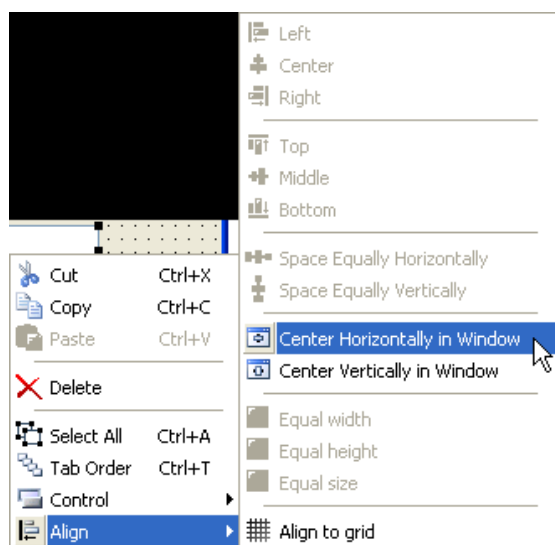 Left
Center
Right
Top
Middle
Bottom
Space Equally Horizontally
Space Equally Vertically
Center Horizontally in Window
Center Vertically in Window
Equal width
Equal height
Equal size
Align to grid
Cut Ctrl+X
Copy Ctrl+C
Paste Ctrl+V
Delete
Select All Ctrl+A
Tab Order Ctrl+T
Control
Align